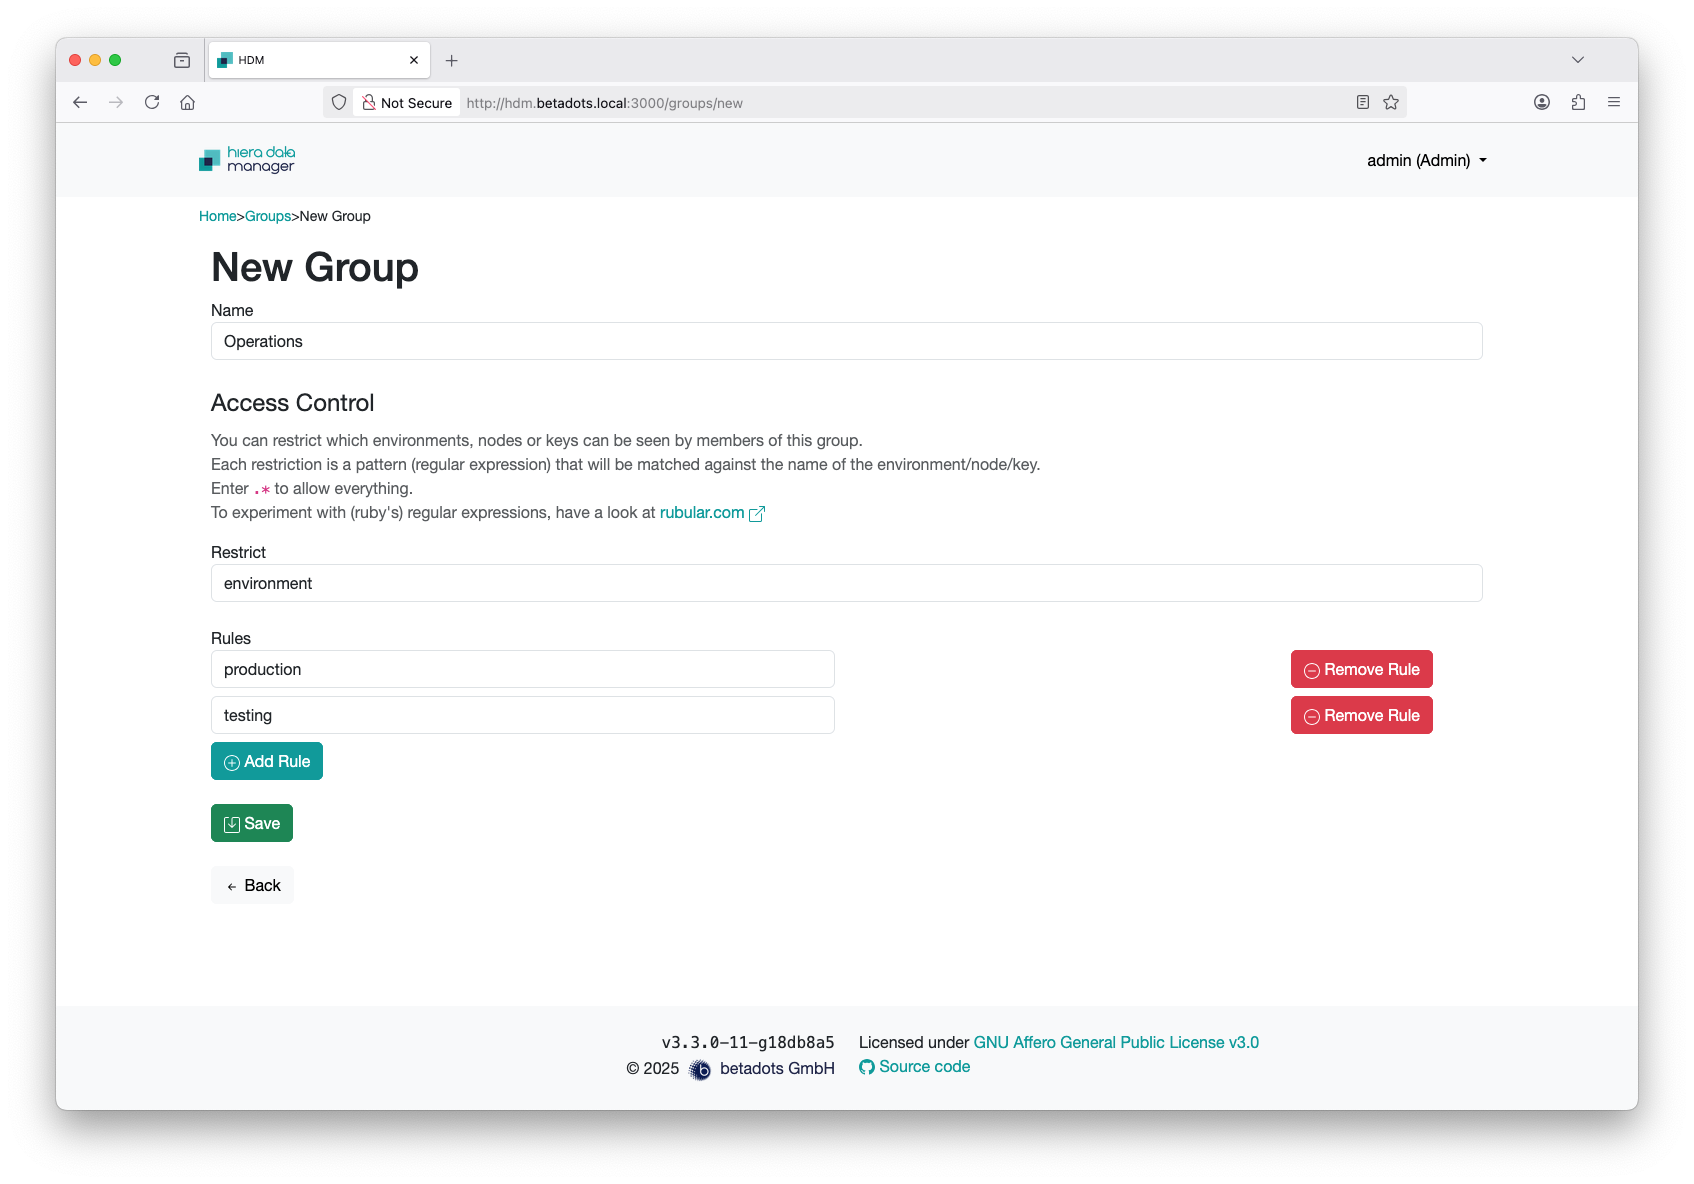 HDM
Not Secure http://hdm.betadots.local:3000/groups/new
hiera data
manager
admin (Admin)
Home>Groups>New Group
New Group
Name
Operations
Access Control
You can restrict which environments, nodes or keys can be seen by members of this group.
Each restriction is a pattern (regular expression) that will be matched against the name of the environment/node/key.
Enter .* to allow everything.
To experiment with (ruby's) regular expressions, have a look at rubular.com
Restrict
environment
Rules
production
Remove Rule
testing
Remove Rule
Add Rule
Save
Back
v3.3.0-11-g18db8a5
© 2025 betadots GmbH
Licensed under GNU Affero General Public License v3.0
Source code